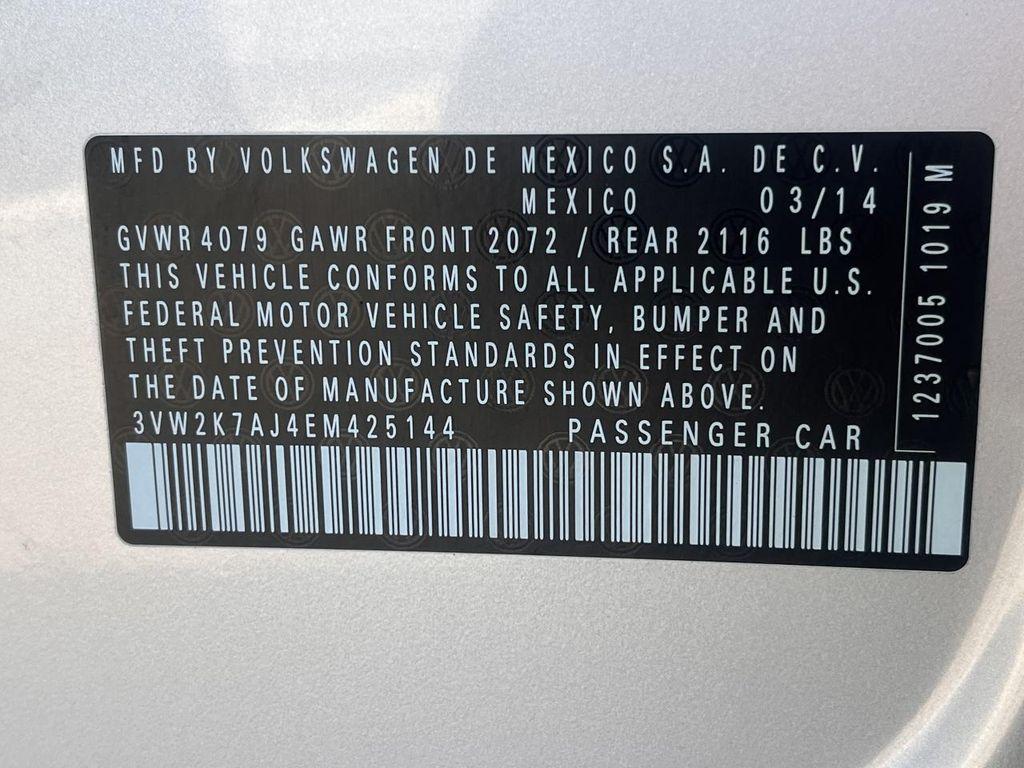 MFD BY VOLKSWAGEN DE MEXICO S.A. DE C.V.
MEXICO 03/14
GVWR 4079 GAWR FRONT 2072 / REAR 2116 LBS
THIS VEHICLE CONFORMS TO ALL APPLICABLE U.S.
FEDERAL MOTOR VEHICLE SAFETY, BUMPER AND
THEFT PREVENTION STANDARDS IN EFFECT ON
THE DATE OF MANUFACTURE SHOWN ABOVE.
3VW2K7AJ4EM425144 PASSENGER CAR
1237005 1019 M